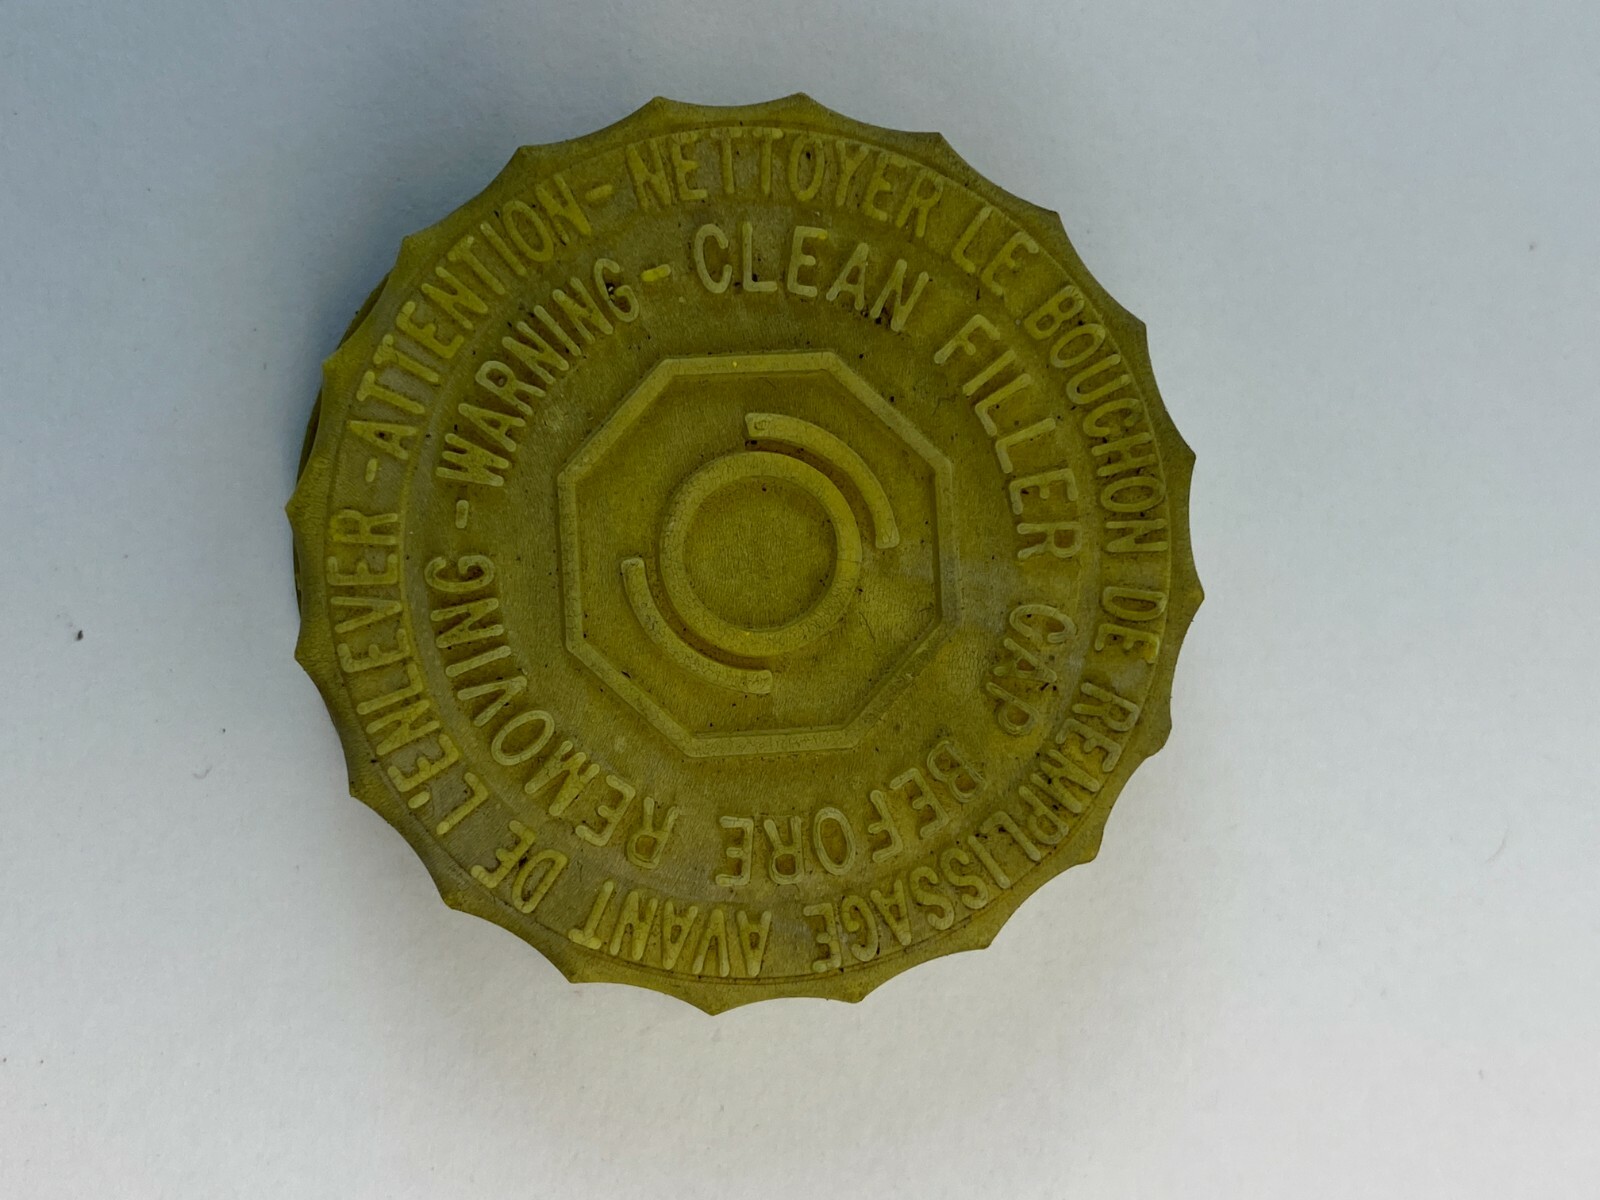 ATTENTION - NETTOYER LE BOUCHON DE REMPLISSAGE AVANT DE L'ENLEVER -
WARNING - CLEAN FILLER CAP BEFORE REMOVING -